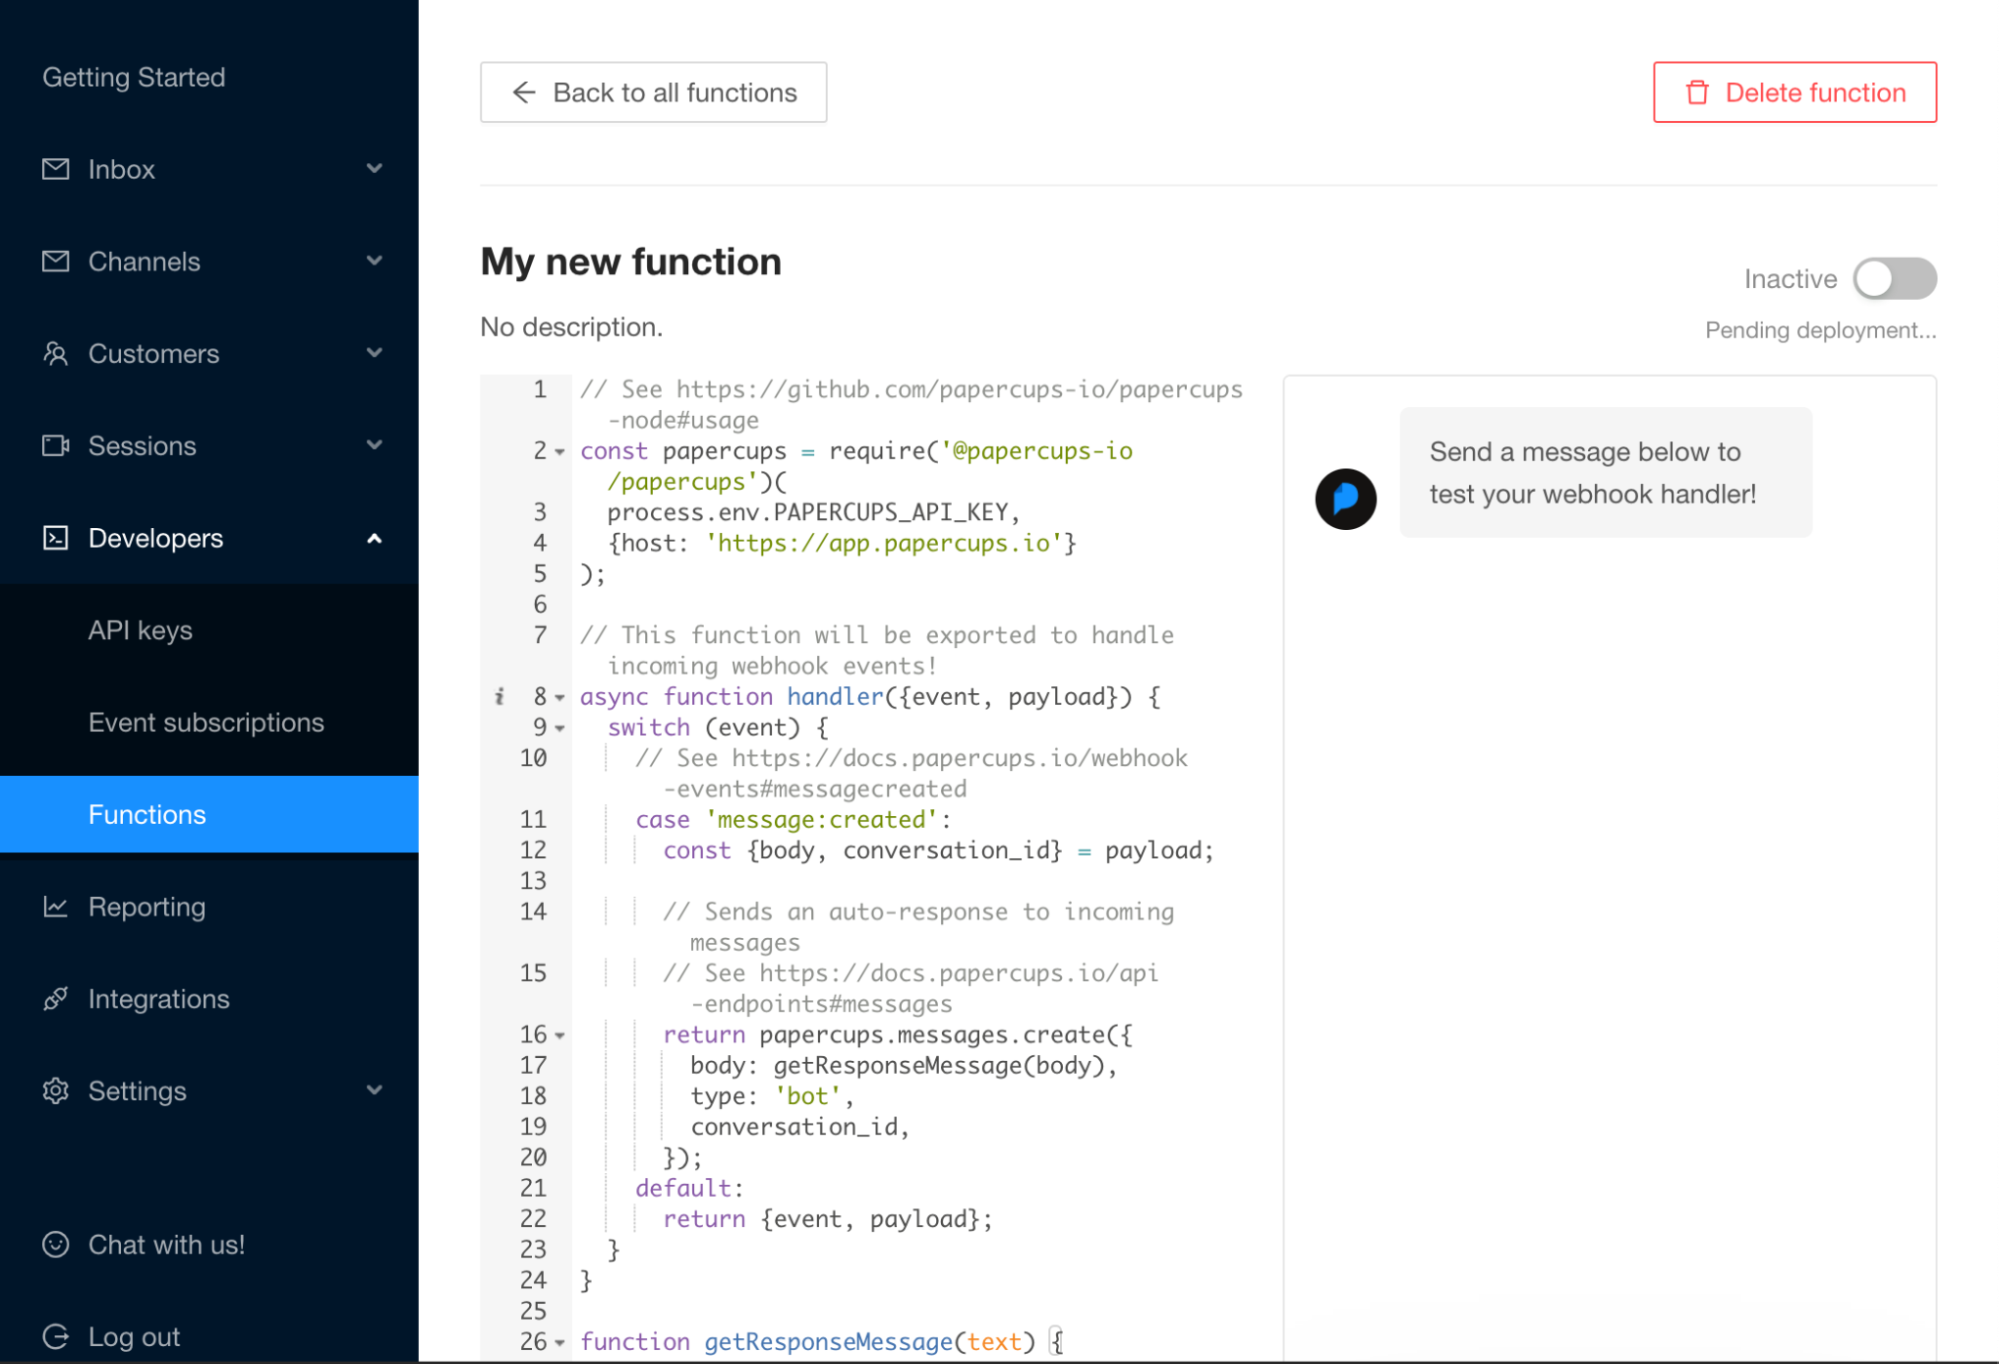 Getting Started
Inbox
Channels
Customers
Sessions
Developers
API keys
Event subscriptions
Functions
Reporting
Integrations
Settings
Chat with us!
Log out
Back to all functions
Delete function
My new function
Inactive
No description.
Pending deployment...
1 // See https://github.com/papercups-io/papercups
-node#usage
2 const papercups = require('@papercups-io
/papercups')(
3 process.env.PAPERCUPS_API_KEY,
4 {host: 'https://app.papercups.io'}
5 );
6
7 // This function will be exported to handle
incoming webhook events!
i 8 async function handler({event, payload}) {
9 switch (event) {
10 // See https://docs.papercups.io/webhook
-events#messagecreated
11 case 'message:created':
12 const {body, conversation_id} = payload;
13
14 // Sends an auto-response to incoming
messages
15 // See https://docs.papercups.io/api
-endpoints#messages
16 return papercups.messages.create({
17 body: getResponseMessage(body),
18 type: 'bot',
19 conversation_id,
20 });
21 default:
22 return {event, payload};
23 }
24 }
25
26 function getResponseMessage(text) {
Send a message below to
test your webhook handler!